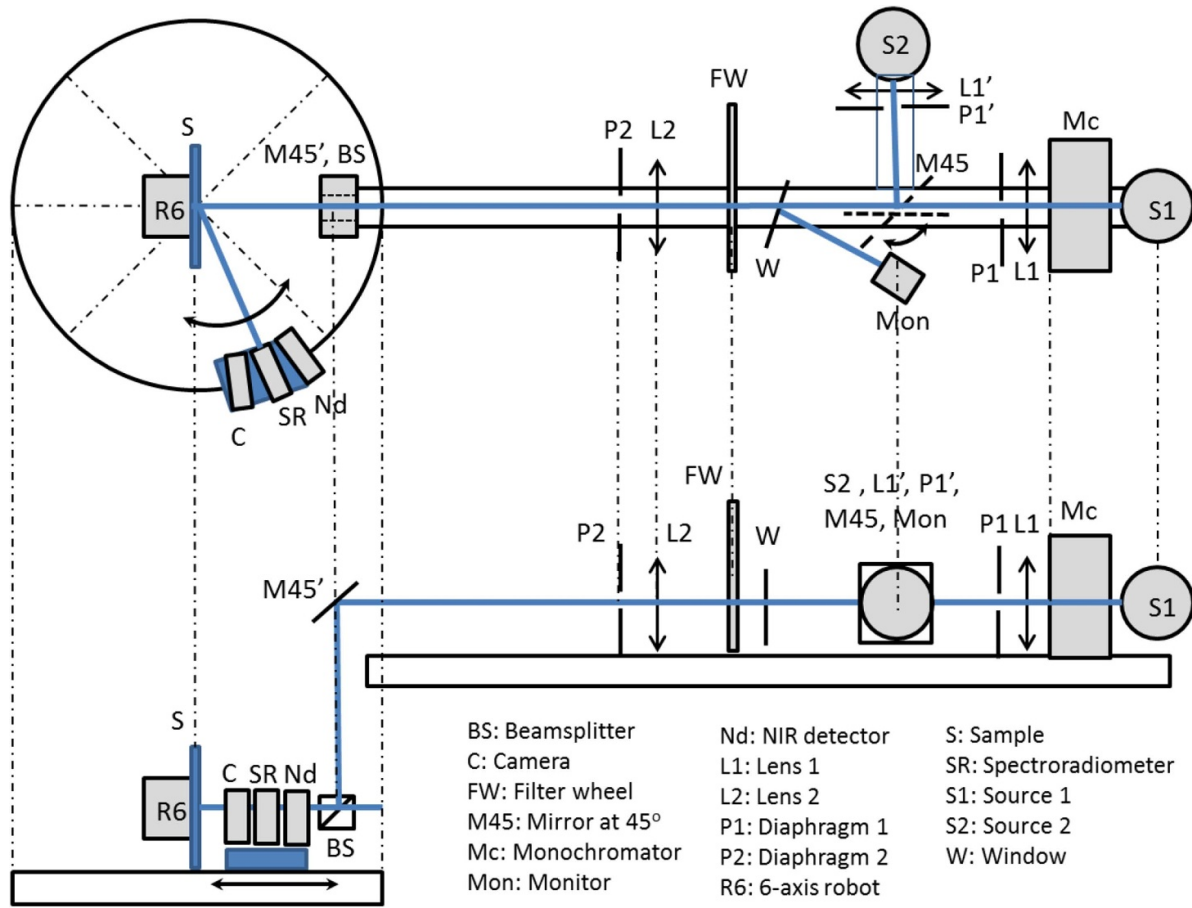 S2
FW
L1'
P1'
S
P2
L2
Mc
M45', BS
M45
R6
S1
W
P1
L1
Mon
Nd
SR
C
FW
S2 , L1', P1',
M45, Mon
Mc
P2
L2
W
P1 L1
M45'
S1
S
C SR Nd
R6
BS
BS: Beamsplitter
C: Camera
FW: Filter wheel
M45: Mirror at 45º
Mc: Monochromator
Mon: Monitor
Nd: NIR detector
L1: Lens 1
L2: Lens 2
P1: Diaphragm 1
P2: Diaphragm 2
R6: 6-axis robot
S: Sample
SR: Spectroradiometer
S1: Source 1
S2: Source 2
W: Window